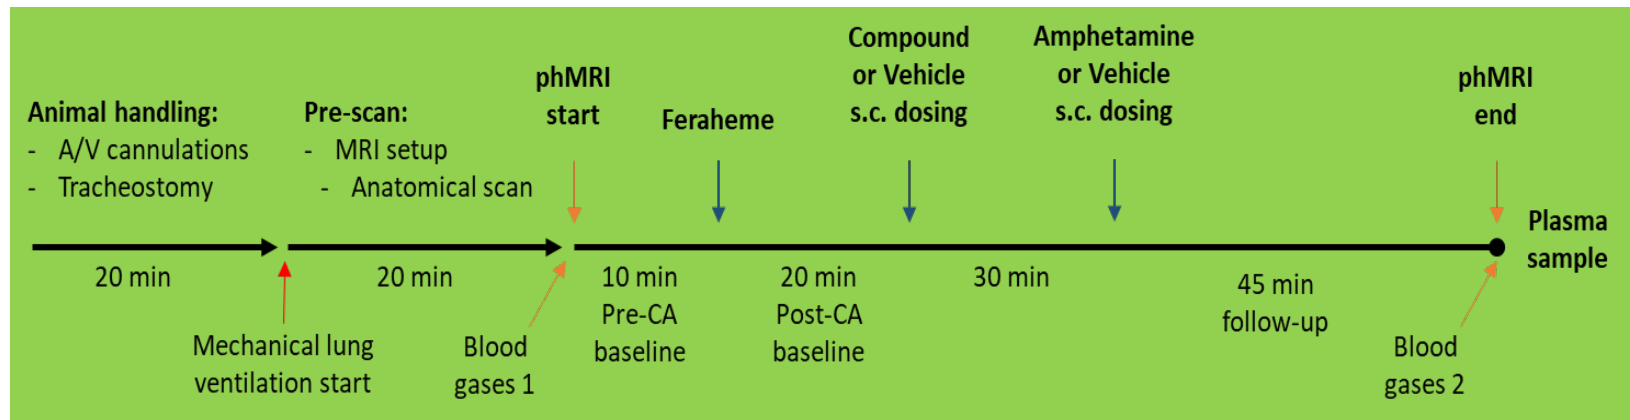 Animal handling:
- A/V cannulations
- Tracheostomy
Pre-scan:
- MRI setup
- Anatomical scan
phMRI
start
Feraheme
Compound
or Vehicle
s.c. dosing
Amphetamine
or Vehicle
s.c. dosing
phMRI
end
Plasma
sample
20 min
20 min
10 min
Pre-CA
baseline
20 min
Post-CA
baseline
30 min
45 min
follow-up
Mechanical lung
ventilation start
Blood
gases 1
Blood
gases 2